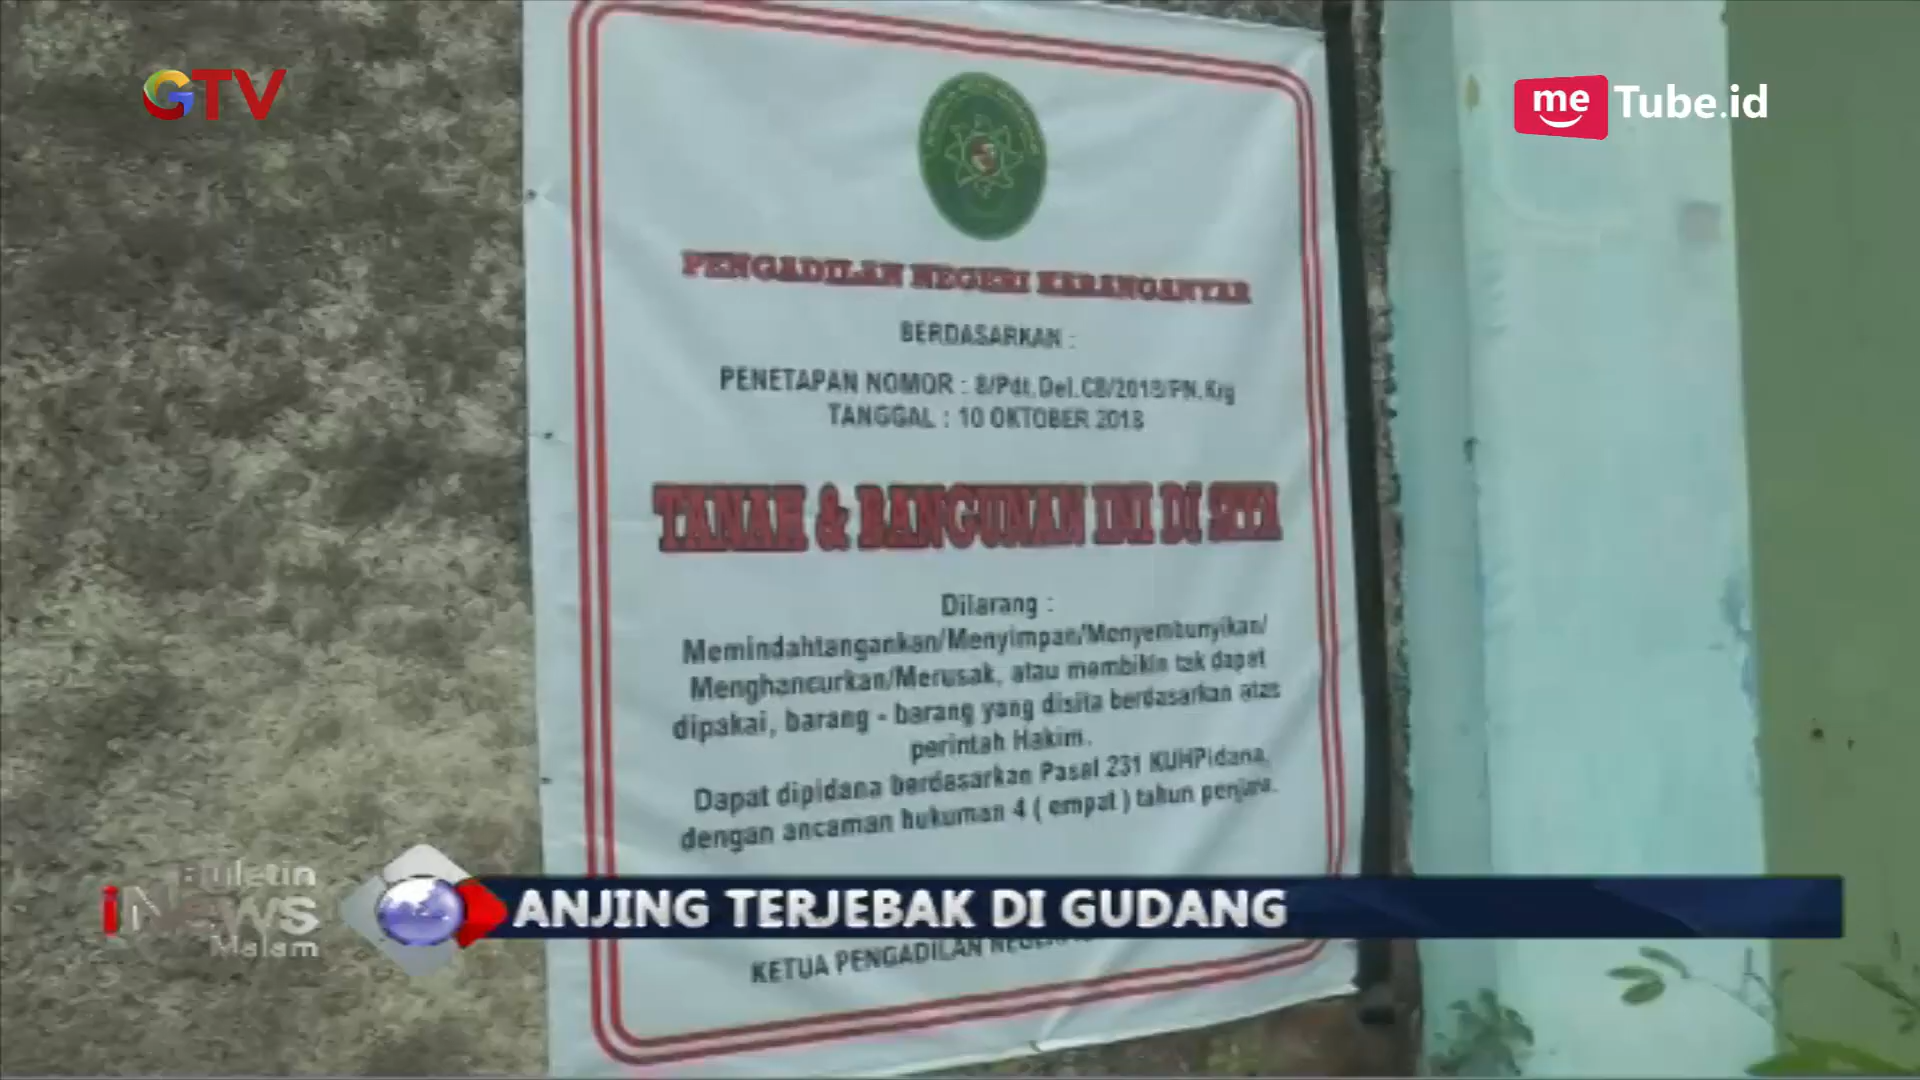 GTV
me Tube.id
PENGADILAN NEGERI KARANGANYAR
BERDASARKAN :
PENETAPAN NOMOR : 8/Pdt.Del.CB/2018/PN.Krg
TANGGAL : 10 OKTOBER 2018
TANAH & BANGUNAN INI DI SITA
Dilarang :
Memindahtangankan/Menyimpan/Menyembunyikan/
Menghancurkan/Merusak, atau membikin tak dapat
dipakai, barang - barang yang disita berdasarkan atas
perintah Hakim.
Dapat dipidana berdasarkan Pasal 231 KUHPidana,
dengan ancaman hukuman 4 ( empat ) tahun penjara.
Buletin
iNews
Malam
ANJING TERJEBAK DI GUDANG
KETUA PENGADILAN NEGERI